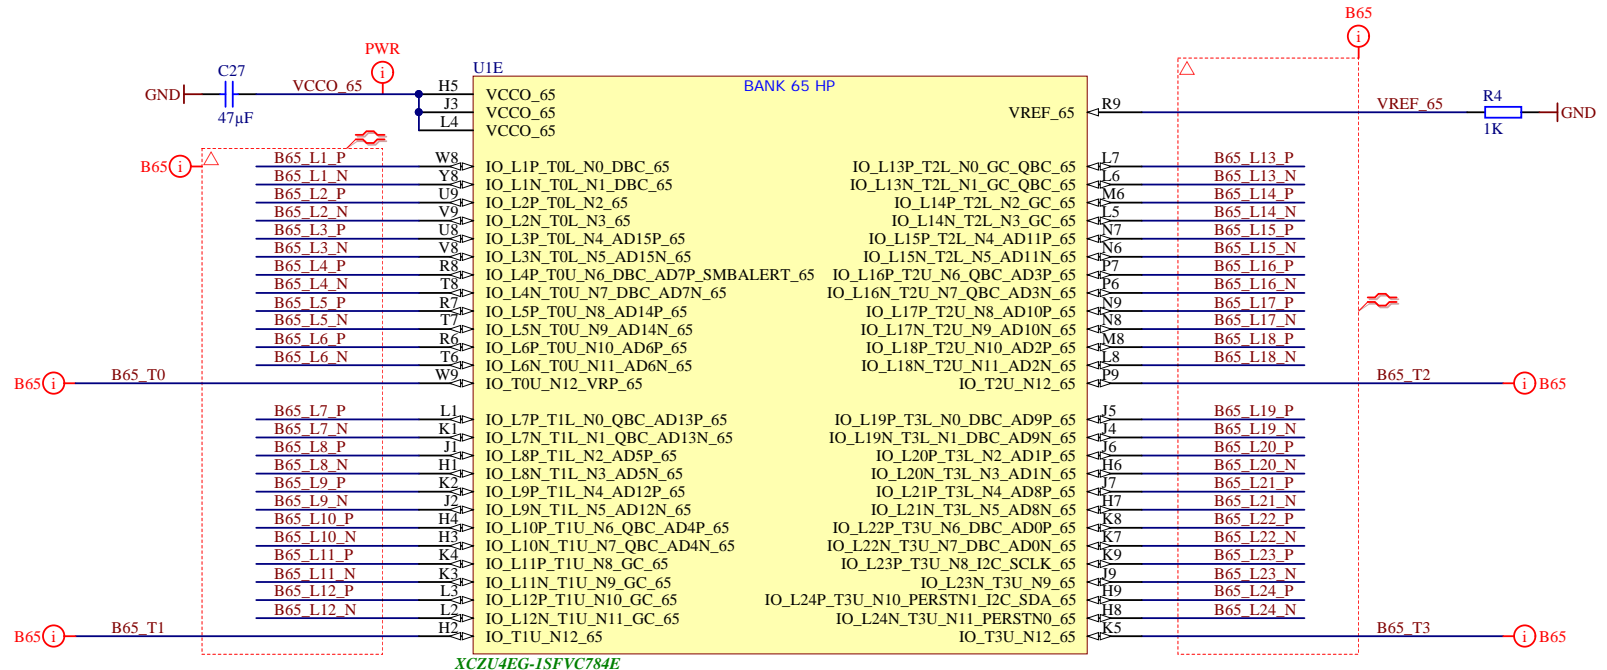 B65
PWR
U1E
BANK 65 HP
C27
GND
VCCO_65
47µF
H5 VCCO_65
J3 VCCO_65
L4 VCCO_65
VREF_65 R9 VREF_65
R4
1K
GND
B65
B65_L1_P W8 IO_L1P_T0L_N0_DBC_65 IO_L13P_T2L_N0_GC_QBC_65 L7 B65_L13_P
B65_L1_N Y8 IO_L1N_T0L_N1_DBC_65 IO_L13N_T2L_N1_GC_QBC_65 L6 B65_L13_N
B65_L2_P U9 IO_L2P_T0L_N2_65 IO_L14P_T2L_N2_GC_65 M6 B65_L14_P
B65_L2_N V9 IO_L2N_T0L_N3_65 IO_L14N_T2L_N3_GC_65 L5 B65_L14_N
B65_L3_P U8 IO_L3P_T0L_N4_AD15P_65 IO_L15P_T2L_N4_AD11P_65 N7 B65_L15_P
B65_L3_N V8 IO_L3N_T0L_N5_AD15N_65 IO_L15N_T2L_N5_AD11N_65 N6 B65_L15_N
B65_L4_P R8 IO_L4P_T0U_N6_DBC_AD7P_SMBALERT_65 IO_L16P_T2U_N6_QBC_AD3P_65 P7 B65_L16_P
B65_L4_N T8 IO_L4N_T0U_N7_DBC_AD7N_65 IO_L16N_T2U_N7_QBC_AD3N_65 P6 B65_L16_N
B65_L5_P R7 IO_L5P_T0U_N8_AD14P_65 IO_L17P_T2U_N8_AD10P_65 N9 B65_L17_P
B65_L5_N T7 IO_L5N_T0U_N9_AD14N_65 IO_L17N_T2U_N9_AD10N_65 N8 B65_L17_N
B65_L6_P R6 IO_L6P_T0U_N10_AD6P_65 IO_L18P_T2U_N10_AD2P_65 M8 B65_L18_P
B65_L6_N T6 IO_L6N_T0U_N11_AD6N_65 IO_L18N_T2U_N11_AD2N_65 L8 B65_L18_N
B65 B65_T0 W9 IO_T0U_N12_VRP_65 IO_T2U_N12_65 P9 B65_T2 B65
B65_L7_P L1 IO_L7P_T1L_N0_QBC_AD13P_65 IO_L19P_T3L_N0_DBC_AD9P_65 J5 B65_L19_P
B65_L7_N K1 IO_L7N_T1L_N1_QBC_AD13N_65 IO_L19N_T3L_N1_DBC_AD9N_65 J4 B65_L19_N
B65_L8_P J1 IO_L8P_T1L_N2_AD5P_65 IO_L20P_T3L_N2_AD1P_65 J6 B65_L20_P
B65_L8_N H1 IO_L8N_T1L_N3_AD5N_65 IO_L20N_T3L_N3_AD1N_65 H6 B65_L20_N
B65_L9_P K2 IO_L9P_T1L_N4_AD12P_65 IO_L21P_T3L_N4_AD8P_65 J7 B65_L21_P
B65_L9_N J2 IO_L9N_T1L_N5_AD12N_65 IO_L21N_T3L_N5_AD8N_65 H7 B65_L21_N
B65_L10_P H4 IO_L10P_T1U_N6_QBC_AD4P_65 IO_L22P_T3U_N6_DBC_AD0P_65 K8 B65_L22_P
B65_L10_N H3 IO_L10N_T1U_N7_QBC_AD4N_65 IO_L22N_T3U_N7_DBC_AD0N_65 K7 B65_L22_N
B65_L11_P K4 IO_L11P_T1U_N8_GC_65 IO_L23P_T3U_N8_I2C_SCLK_65 K9 B65_L23_P
B65_L11_N K3 IO_L11N_T1U_N9_GC_65 IO_L23N_T3U_N9_65 J9 B65_L23_N
B65_L12_P L3 IO_L12P_T1U_N10_GC_65 IO_L24P_T3U_N10_PERSTN1_I2C_SDA_65 H9 B65_L24_P
B65_L12_N L2 IO_L12N_T1U_N11_GC_65 IO_L24N_T3U_N11_PERSTN0_65 H8 B65_L24_N
B65 B65_T1 H2 IO_T1U_N12_65 IO_T3U_N12_65 K5 B65_T3 B65
XCZU4EG-1SFVC784E